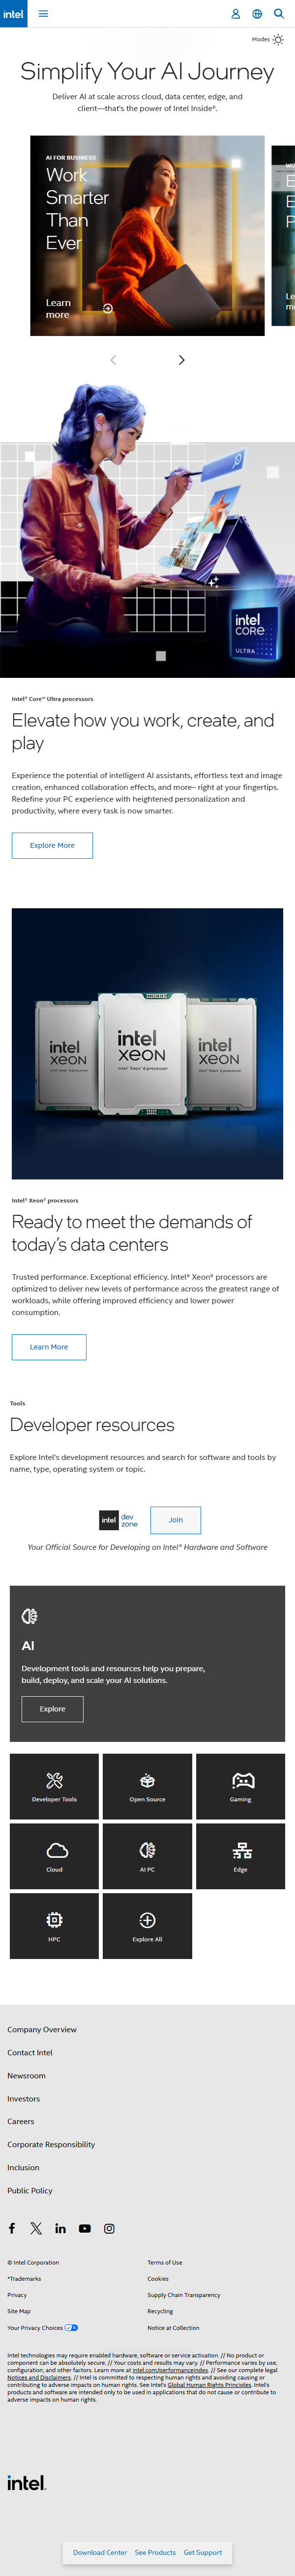 intel
Modes
Simplify Your AI Journey
Deliver AI at scale across cloud, data center, edge, and
client—that's the power of Intel Inside®.
AI FOR BUSINESS
Work
Smarter
Than
Ever
Learn
more
intel
CORE
ULTRA
Intel® Core™ Ultra processors
Elevate how you work, create, and
play
Experience the potential of intelligent AI assistants, effortless text and image
creation, enhanced collaboration effects, and more– right at your fingertips.
Redefine your PC experience with heightened personalization and
productivity, where every task is now smarter.
Explore More
intel
XEON
Intel® Xeon® 6 processor
intel
XEON
Intel® Xeon® 6 processor
intel
XEON
Intel® Xeon® 6 processor
Intel® Xeon® processors
Ready to meet the demands of
today's data centers
Trusted performance. Exceptional efficiency. Intel® Xeon® processors are
optimized to deliver new levels of performance across the greatest range of
workloads, while offering improved efficiency and lower power
consumption.
Learn More
Tools
Developer resources
Explore Intel's development resources and search for software and tools by
name, type, operating system or topic.
intel dev zone
Join
Your Official Source for Developing on Intel® Hardware and Software
AI
Development tools and resources help you prepare,
build, deploy, and scale your AI solutions.
Explore
Developer Tools
Open Source
Gaming
Cloud
AI PC
Edge
HPC
Explore All
Company Overview
Contact Intel
Newsroom
Investors
Careers
Corporate Responsibility
Inclusion
Public Policy
© Intel Corporation
Terms of Use
*Trademarks
Cookies
Privacy
Supply Chain Transparency
Site Map
Recycling
Your Privacy Choices
Notice at Collection
Intel technologies may require enabled hardware, software or service activation. // No product or
component can be absolutely secure. // Your costs and results may vary. // Performance varies by use,
configuration, and other factors. Learn more at intel.com/performanceindex. // See our complete legal
Notices and Disclaimers. // Intel is committed to respecting human rights and avoiding causing or
contributing to adverse impacts on human rights. See Intel's Global Human Rights Principles. Intel's
products and software are intended only to be used in applications that do not cause or contribute to
adverse impacts on human rights.
intel.
Download Center
See Products
Get Support